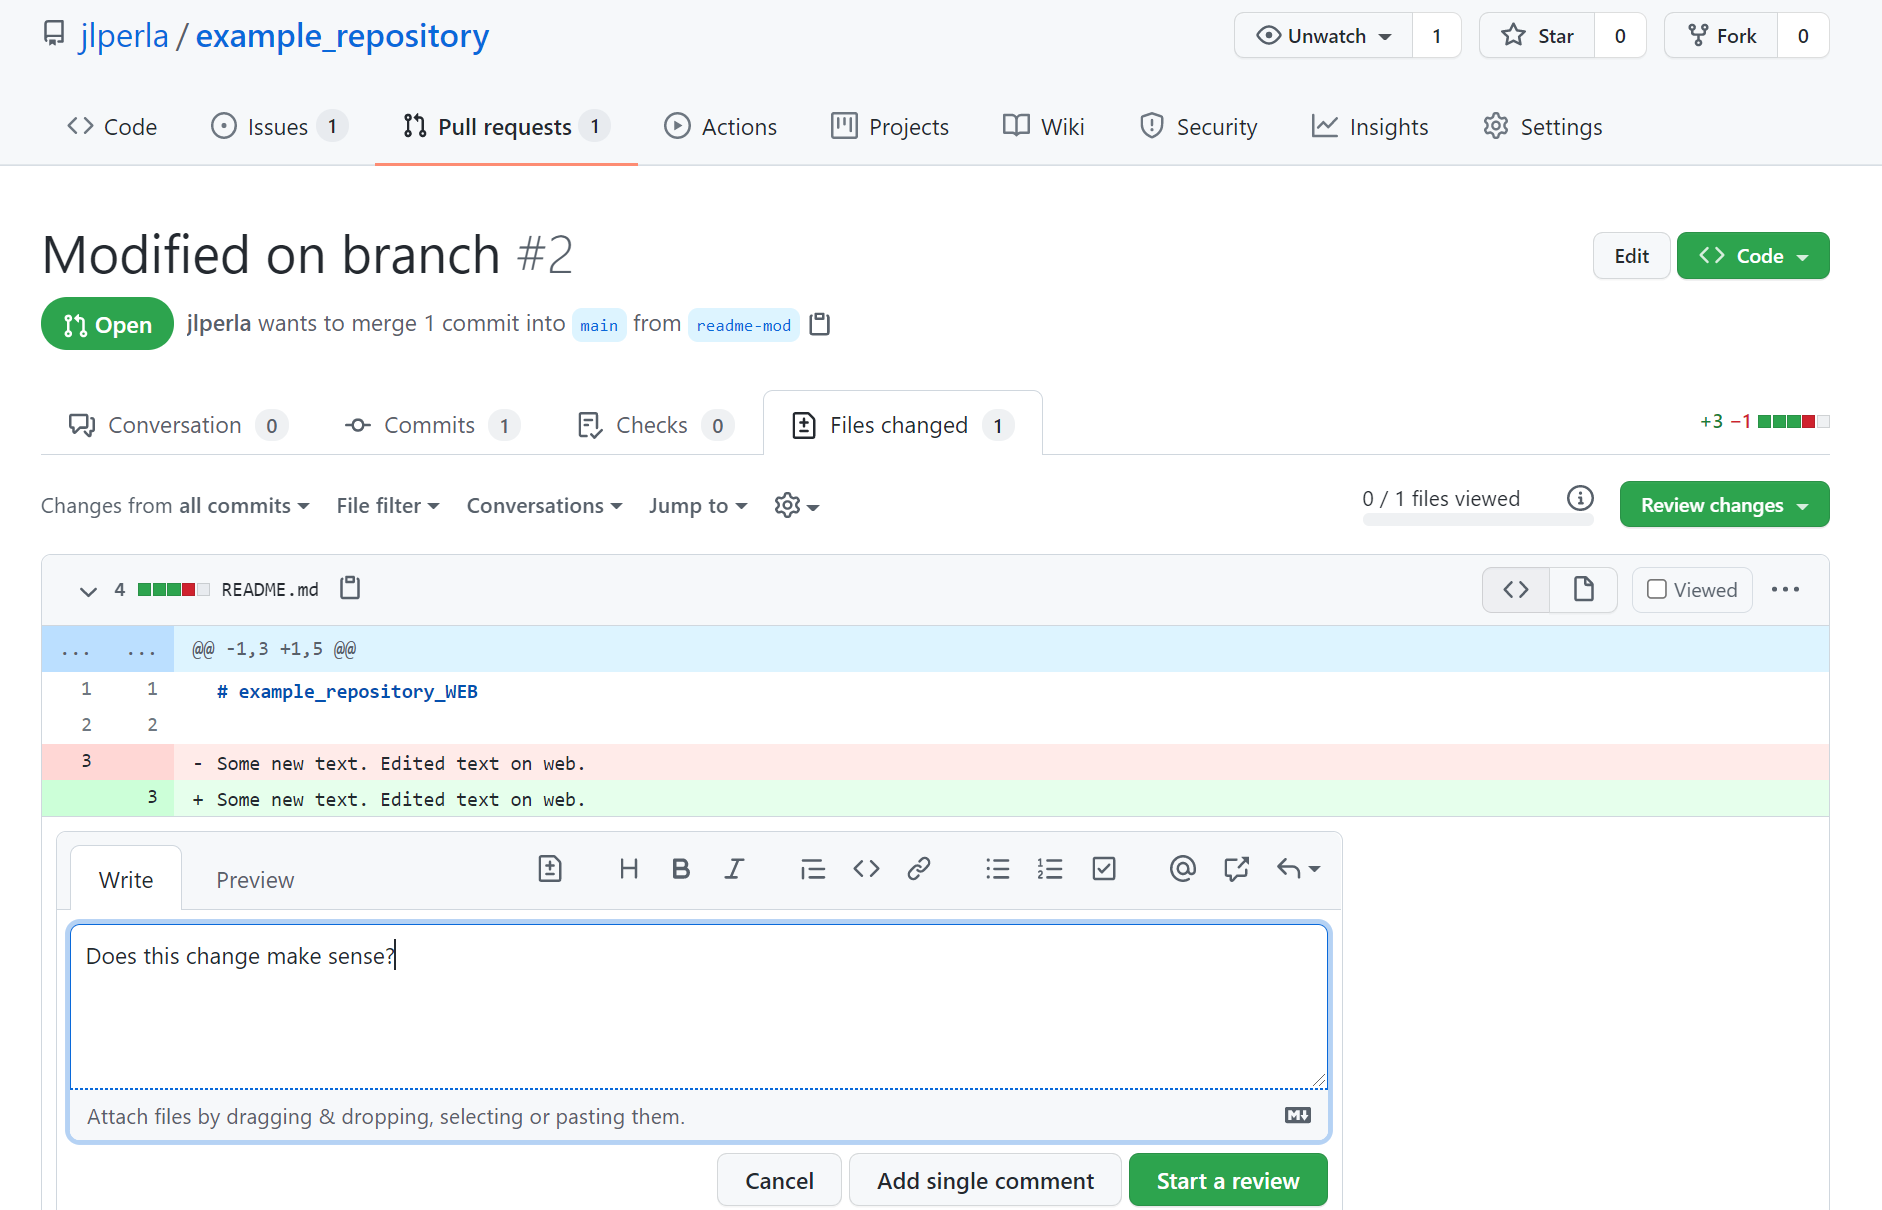 jlperla / example_repository
Unwatch 1 Star 0 Fork 0
Code Issues 1 Pull requests 1 Actions Projects Wiki Security Insights Settings
Modified on branch #2
Edit Code
Open jlperla wants to merge 1 commit into main from readme-mod
Conversation 0 Commits 1 Checks 0 Files changed 1 +3 −1
Changes from all commits File filter Conversations Jump to 0 / 1 files viewed Review changes
4 README.md Viewed
... ... @@ -1,3 +1,5 @@
1 1 # example_repository_WEB
2 2
3 - Some new text. Edited text on web.
3 + Some new text. Edited text on web.
Write Preview
Does this change make sense?
Attach files by dragging & dropping, selecting or pasting them.
Cancel Add single comment Start a review